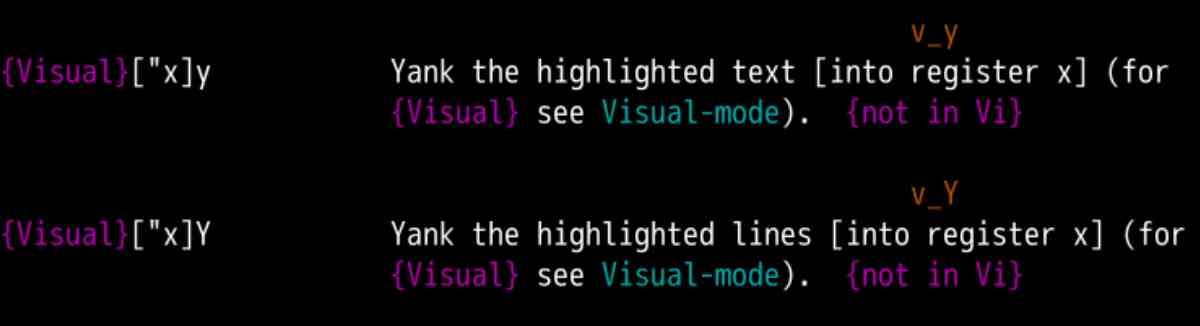 v_y
{Visual}["x]y Yank the highlighted text [into register x] (for
{Visual} see Visual-mode). {not in Vi}
v_Y
{Visual}["x]Y Yank the highlighted lines [into register x] (for
{Visual} see Visual-mode). {not in Vi}